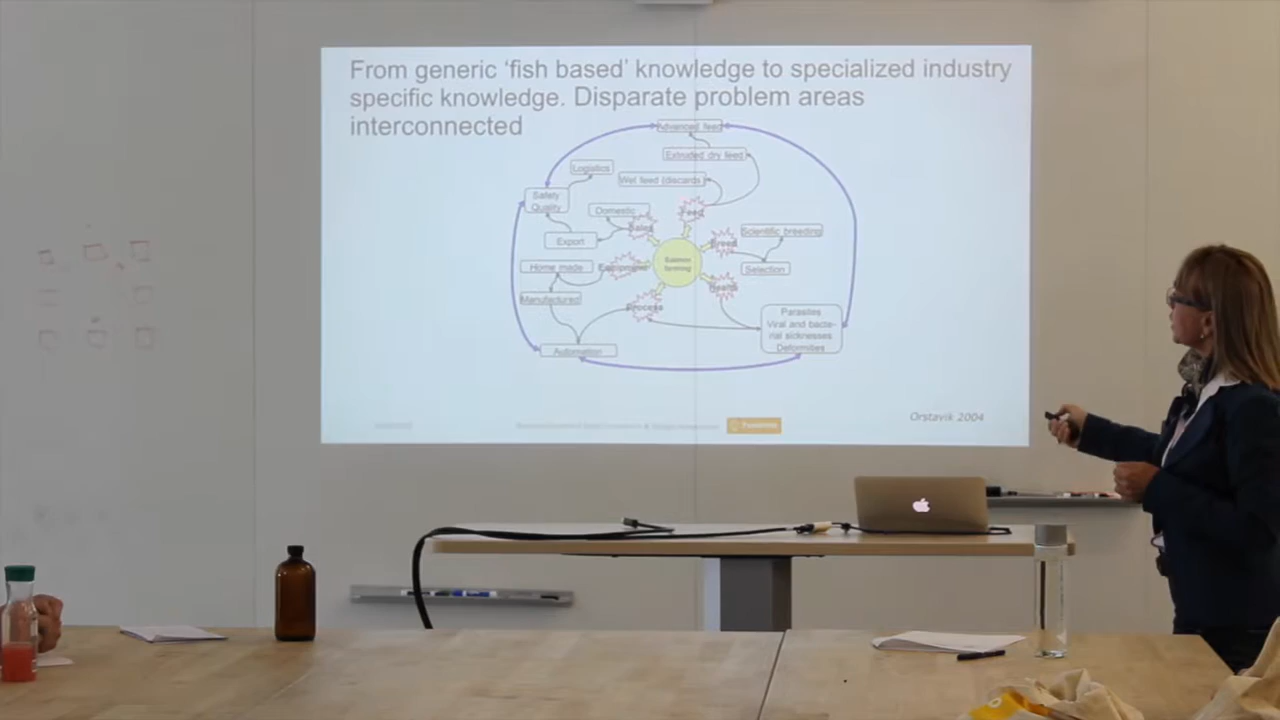 From generic ‘fish based’ knowledge to specialized industry
specific knowledge. Disparate problem areas
interconnected
Advanced feed
Extruded dry feed
Logistics
Wet feed (discards)
Safety
Quality
Domestic
Feed
Sales
Scientific breeding
Export
Breed
Salmon
farming
Home made
Equipment
Selection
Health
Manufactured
Process
Parasites
Viral and bacte-
rial sicknesses
Deformities
Automation
Orstavik 2004